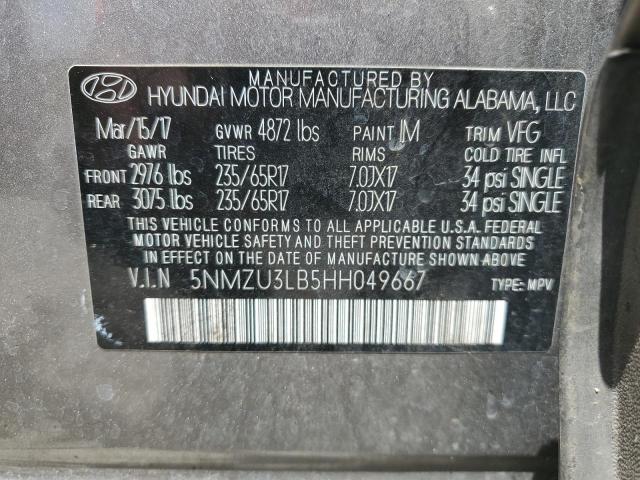 MANUFACTURED BY
HYUNDAI MOTOR MANUFACTURING ALABAMA, LLC
Mar/15/17 GVWR 4872 lbs PAINT 1M TRIM VFG
GAWR TIRES RIMS COLD TIRE INFL
FRONT 2976 lbs 235/65R17 7.0JX17 34 psi SINGLE
REAR 3075 lbs 235/65R17 7.0JX17 34 psi SINGLE
THIS VEHICLE CONFORMS TO ALL APPLICABLE U.S.A. FEDERAL
MOTOR VEHICLE SAFETY AND THEFT PREVENTION STANDARDS
IN EFFECT ON THE DATE OF MANUFACTURE SHOWN ABOVE.
V.I.N 5NMZU3LB5HH049667 TYPE: MPV